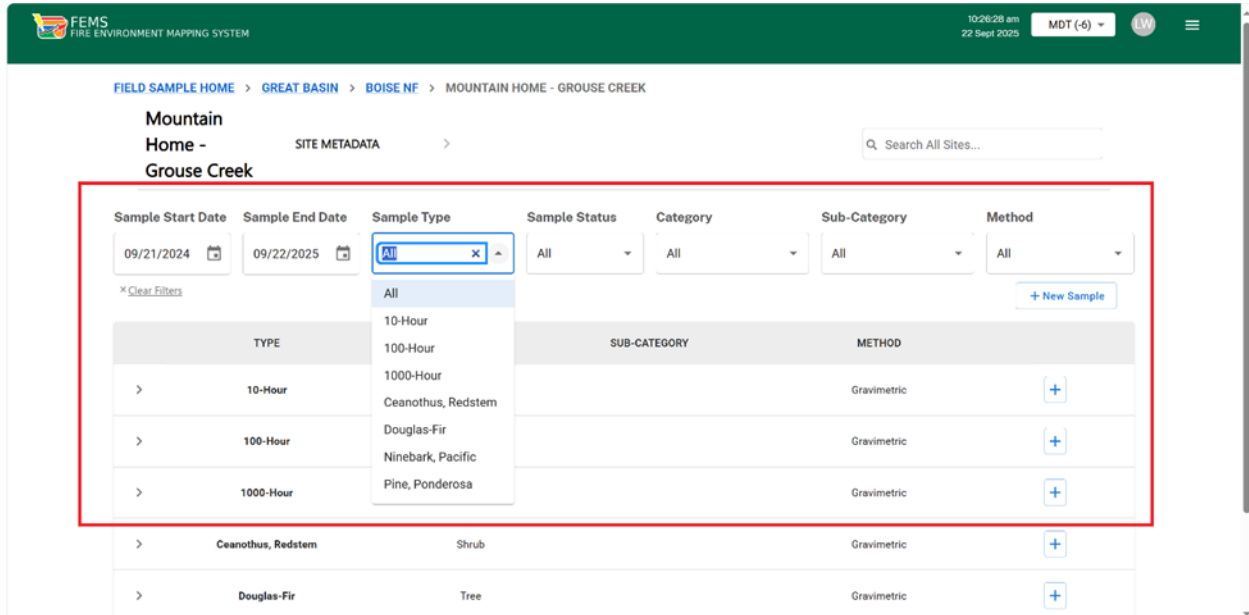 FEMS
FIRE ENVIRONMENT MAPPING SYSTEM
10:26:28 am
22 Sept 2025
MDT (-6)
LW
FIELD SAMPLE HOME > GREAT BASIN > BOISE NF > MOUNTAIN HOME - GROUSE CREEK
Mountain
Home -
Grouse Creek
SITE METADATA >
Search All Sites...
Sample Start Date Sample End Date Sample Type Sample Status Category Sub-Category Method
09/21/2024 09/22/2025 All All All All All
× Clear Filters
+ New Sample
All
10-Hour
100-Hour
1000-Hour
Ceanothus, Redstem
Douglas-Fir
Ninebark, Pacific
Pine, Ponderosa
TYPE SUB-CATEGORY METHOD
10-Hour Gravimetric
100-Hour Gravimetric
1000-Hour Gravimetric
Ceanothus, Redstem Shrub Gravimetric
Douglas-Fir Tree Gravimetric